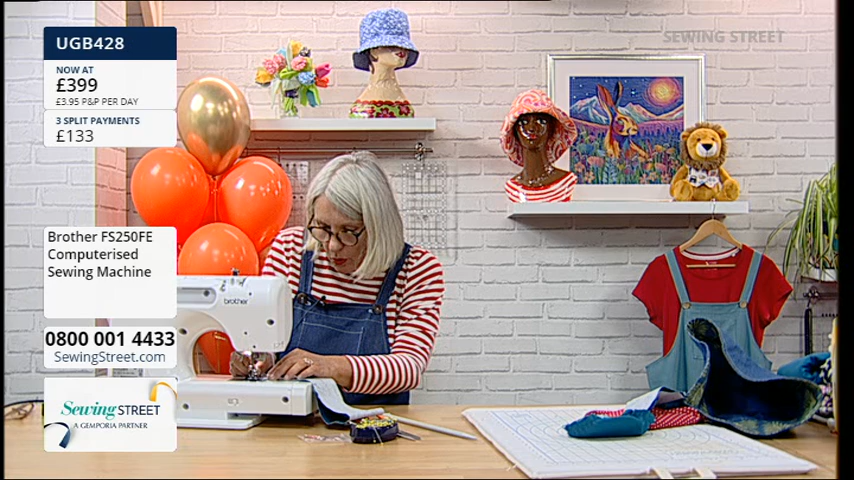 UGB428
NOW AT
£399
£3.95 P&P PER DAY
3 SPLIT PAYMENTS
£133
Brother FS250FE
Computerised
Sewing Machine
0800 001 4433
SewingStreet.com
Sewing STREET
A GEMPORIA PARTNER
SEWING STREET
brother